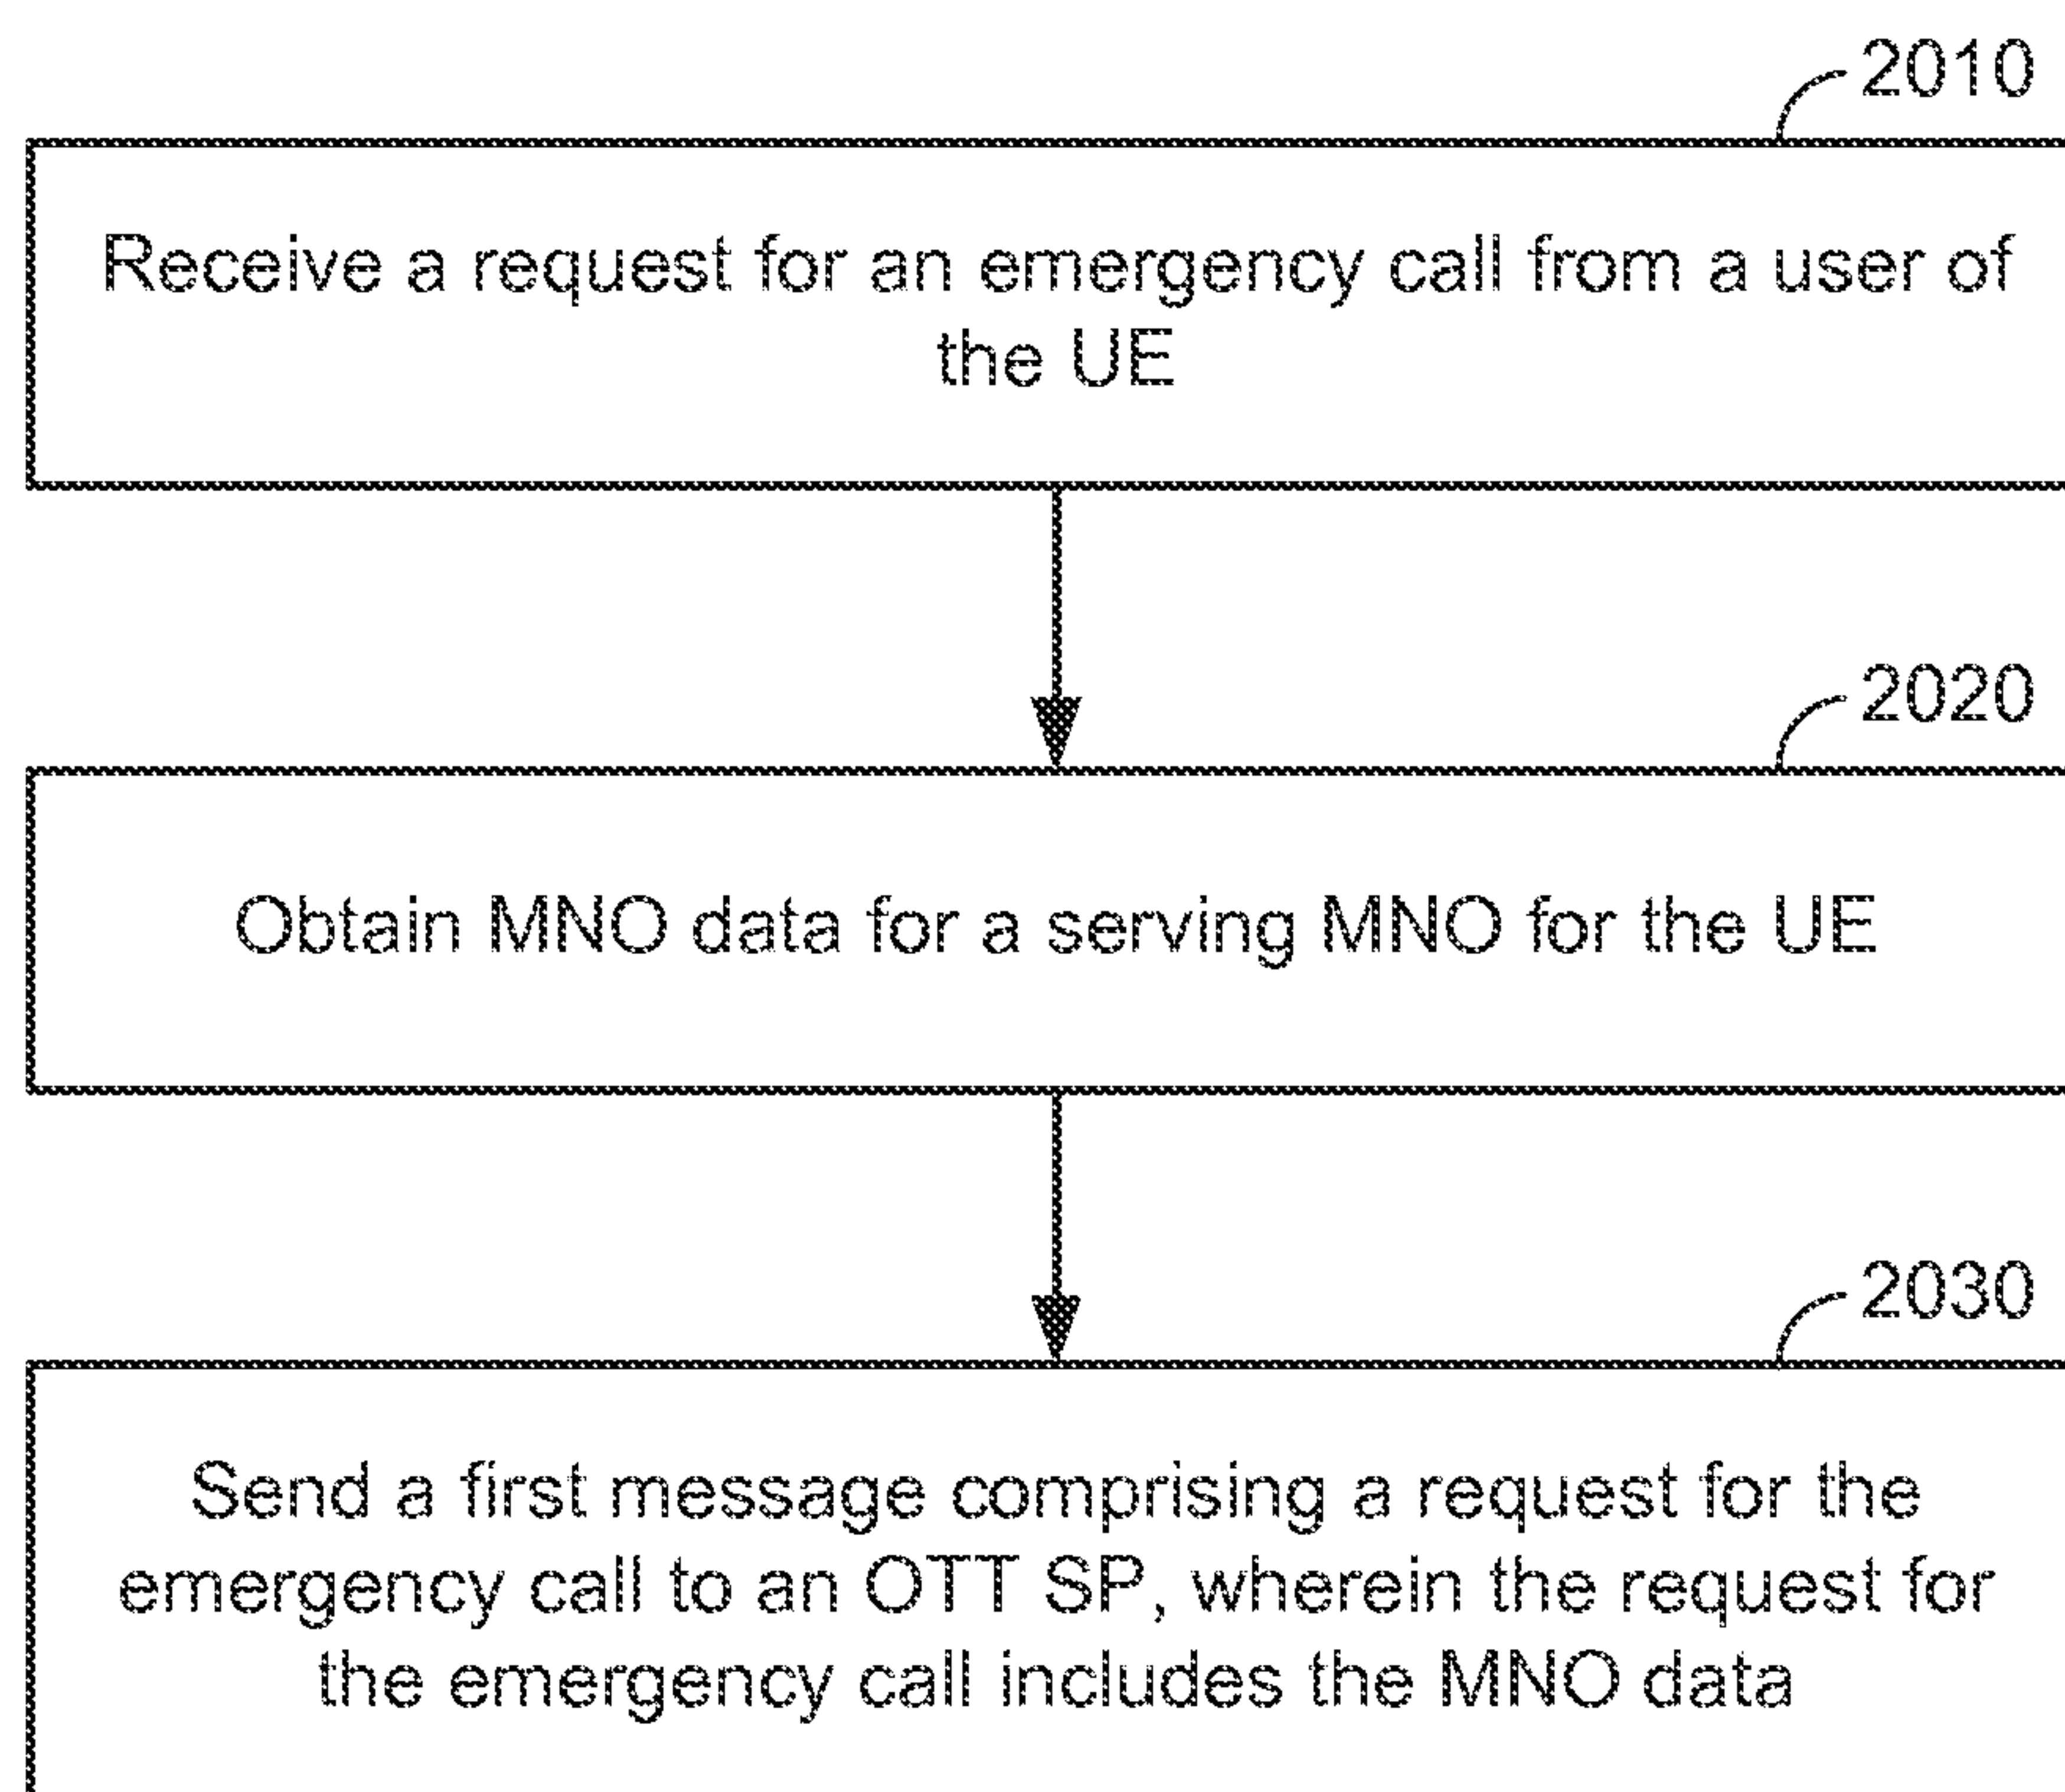 2010
Receive a request for an emergency call from a user of
the UE
2020
Obtain MNO data for a serving MNO for the UE
2030
Send a first message comprising a request for the
emergency call to an OTT SP, wherein the request for
the emergency call includes the MNO data